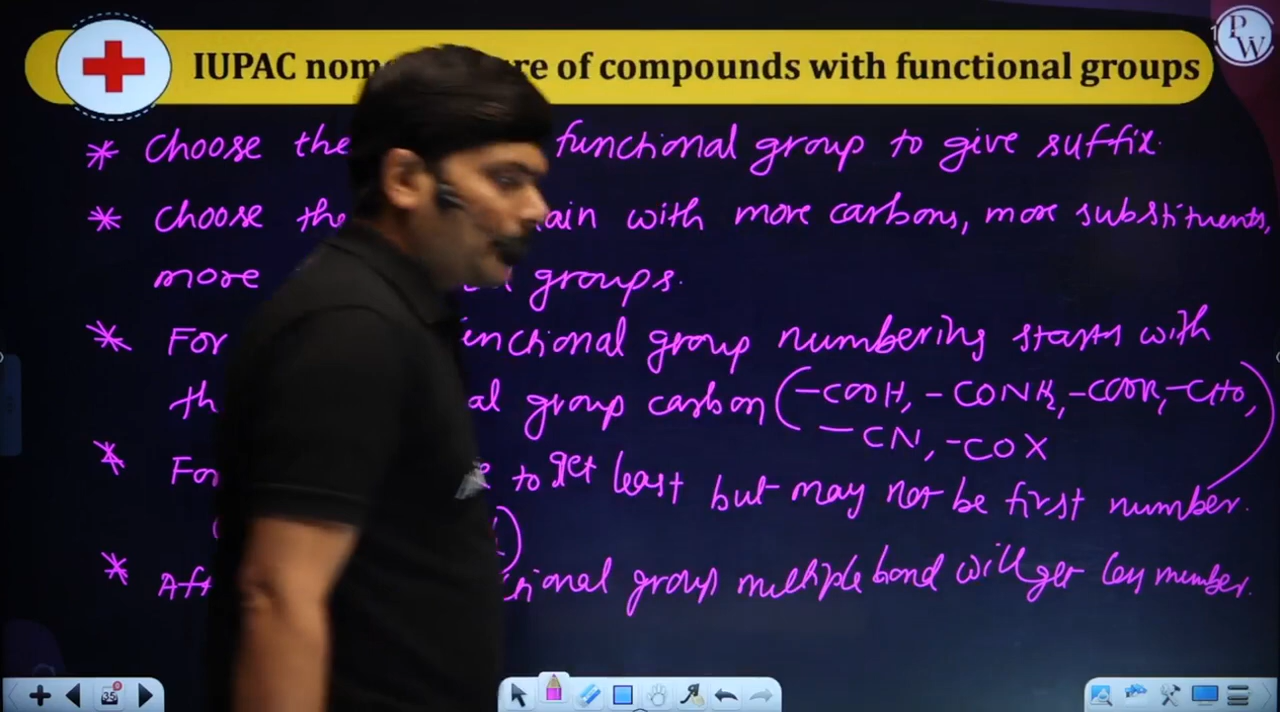 IUPAC nom re of compounds with functional groups
PW
* Choose the functional group to give suffix.
* Choose the ain with more carbons, more substituents,
more groups.
* For unctional group numbering starts with
th al group carbon (-COOH, -CONH2, -COOR, -CHO,
-CN, -COX)
* For to get least but may not be first number.
* Aft tional group multiple bond will get
35